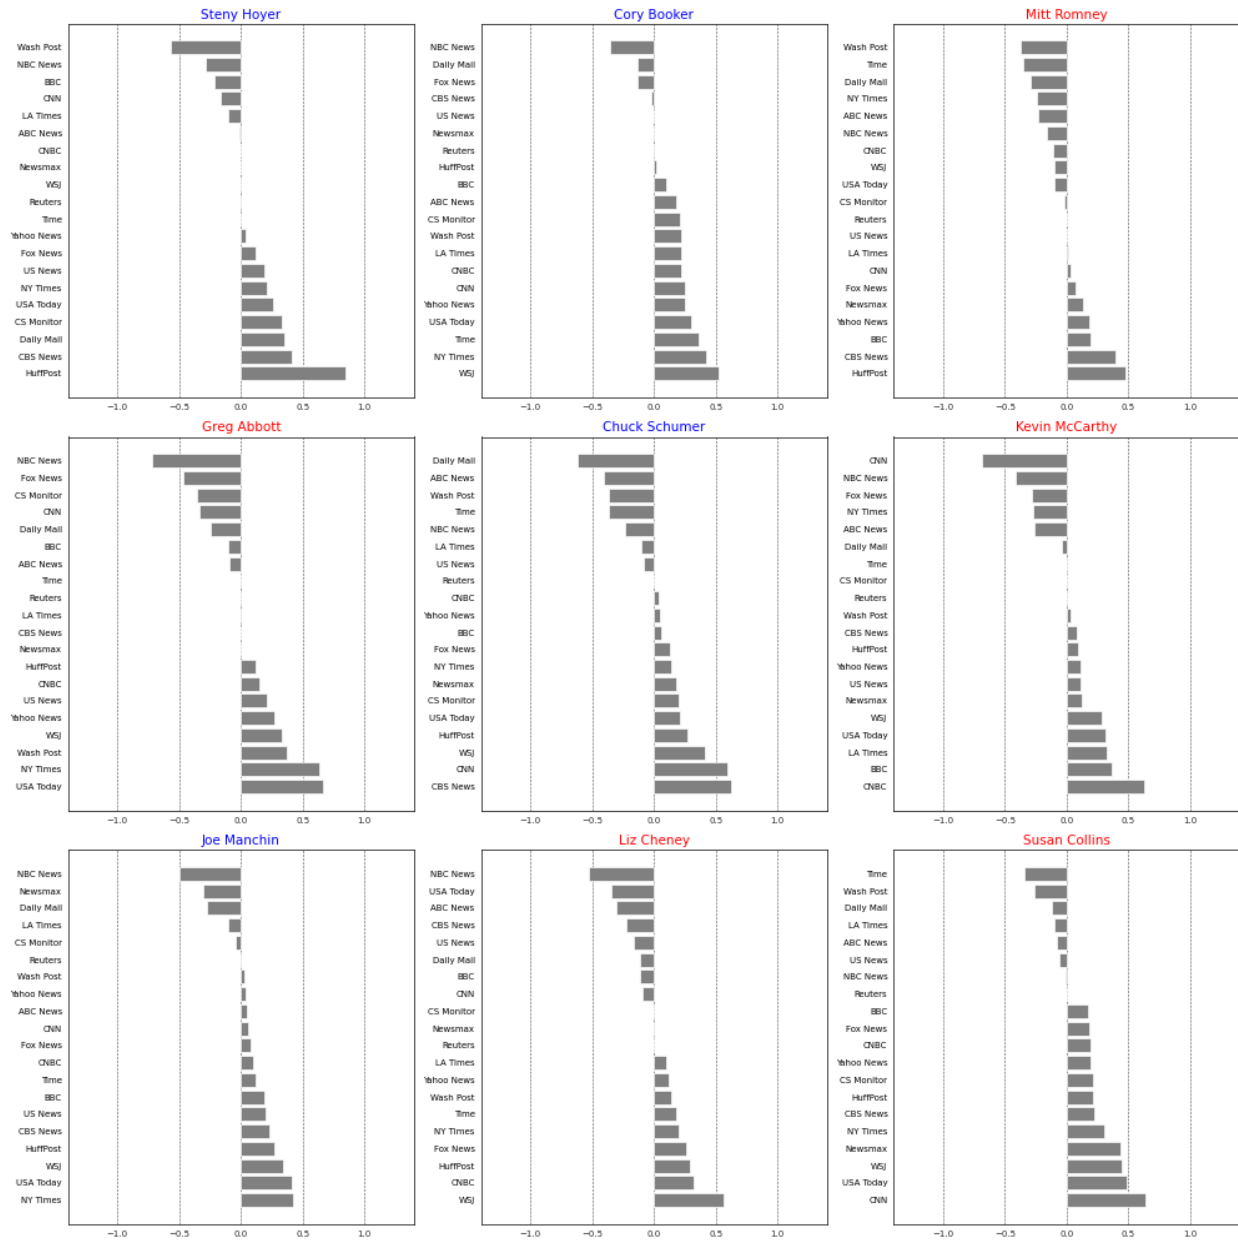 Steny Hoyer
Wash Post
NBC News
BBC
CNN
LA Times
ABC News
CNBC
Newsmax
WSJ
Reuters
Time
Yahoo News
Fox News
US News
NY Times
USA Today
CS Monitor
Daily Mail
CBS News
HuffPost
−1.0 −0.5 0.0 0.5 1.0
Cory Booker
NBC News
Daily Mail
Fox News
CBS News
US News
Newsmax
Reuters
HuffPost
BBC
ABC News
CS Monitor
Wash Post
LA Times
CNBC
CNN
Yahoo News
USA Today
Time
NY Times
WSJ
−1.0 −0.5 0.0 0.5 1.0
Mitt Romney
Wash Post
Time
Daily Mail
NY Times
ABC News
NBC News
CNBC
WSJ
USA Today
CS Monitor
Reuters
US News
LA Times
CNN
Fox News
Newsmax
Yahoo News
BBC
CBS News
HuffPost
−1.0 −0.5 0.0 0.5 1.0
Greg Abbott
NBC News
Fox News
CS Monitor
CNN
Daily Mail
BBC
ABC News
Time
Reuters
LA Times
CBS News
Newsmax
HuffPost
CNBC
US News
Yahoo News
WSJ
Wash Post
NY Times
USA Today
−1.0 −0.5 0.0 0.5 1.0
Chuck Schumer
Daily Mail
ABC News
Wash Post
Time
NBC News
LA Times
US News
Reuters
CNBC
Yahoo News
BBC
Fox News
NY Times
Newsmax
CS Monitor
USA Today
HuffPost
WSJ
CNN
CBS News
−1.0 −0.5 0.0 0.5 1.0
Kevin McCarthy
CNN
NBC News
Fox News
NY Times
ABC News
Daily Mail
Time
CS Monitor
Reuters
Wash Post
CBS News
HuffPost
Yahoo News
US News
Newsmax
WSJ
USA Today
LA Times
BBC
CNBC
−1.0 −0.5 0.0 0.5 1.0
Joe Manchin
NBC News
Newsmax
Daily Mail
LA Times
CS Monitor
Reuters
Wash Post
Yahoo News
ABC News
CNN
Fox News
CNBC
Time
BBC
US News
CBS News
HuffPost
WSJ
USA Today
NY Times
−1.0 −0.5 0.0 0.5 1.0
Liz Cheney
NBC News
USA Today
ABC News
CBS News
US News
Daily Mail
BBC
CNN
CS Monitor
Newsmax
Reuters
LA Times
Yahoo News
Wash Post
Time
NY Times
Fox News
HuffPost
CNBC
WSJ
−1.0 −0.5 0.0 0.5 1.0
Susan Collins
Time
Wash Post
Daily Mail
LA Times
ABC News
US News
NBC News
Reuters
BBC
Fox News
CNBC
Yahoo News
CS Monitor
HuffPost
CBS News
NY Times
Newsmax
WSJ
USA Today
CNN
−1.0 −0.5 0.0 0.5 1.0